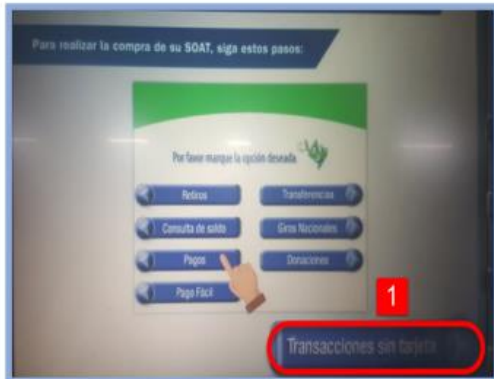 Para realizar la compra de su SOAT, siga estos pasos:
Por favor marque la opción deseada
Retiros
Transferencias
Consulta de saldo
Giros Nacionales
Pagos
Donaciones
Pago Fácil
1
Transacciones sin tarjeta